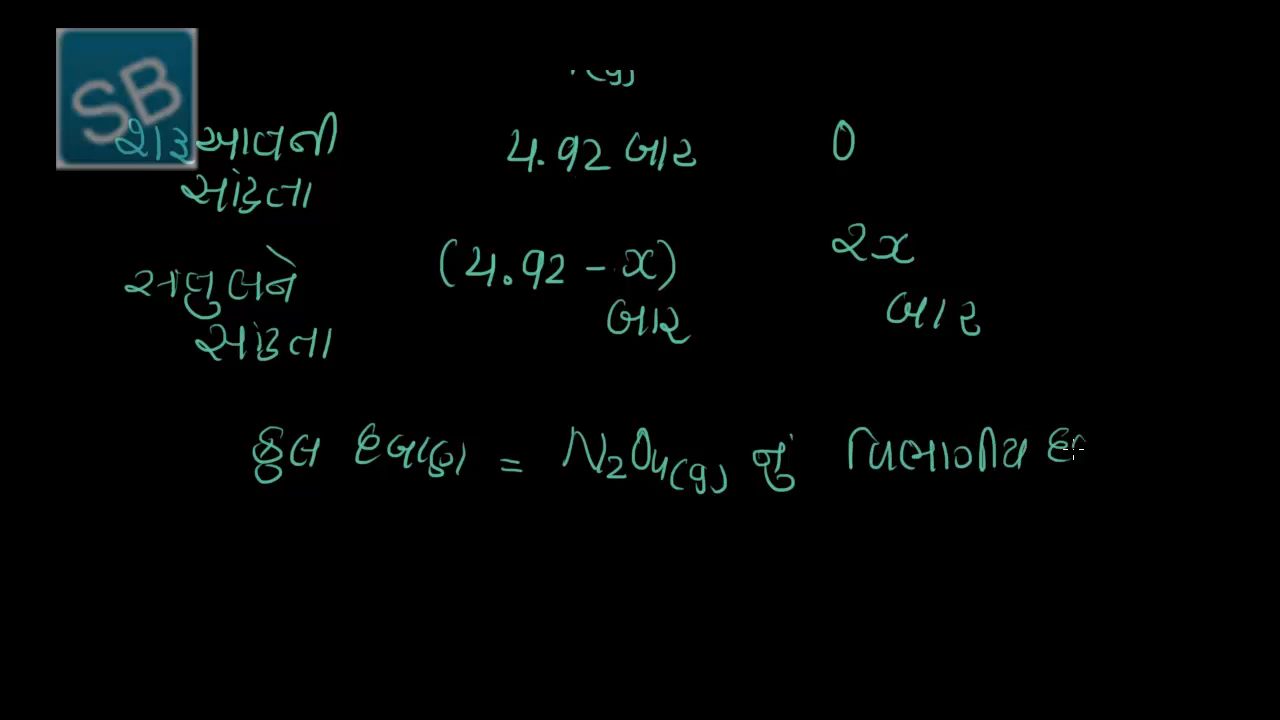 SB
(g)
શરૂઆતની 4.92 બાર 0
સાંદ્રતા
સંતુલને (4.92 - x) 2x
સાંદ્રતા બાર બાર
કુલ દબાણ = N₂O₄(g) નું વિભાગીય